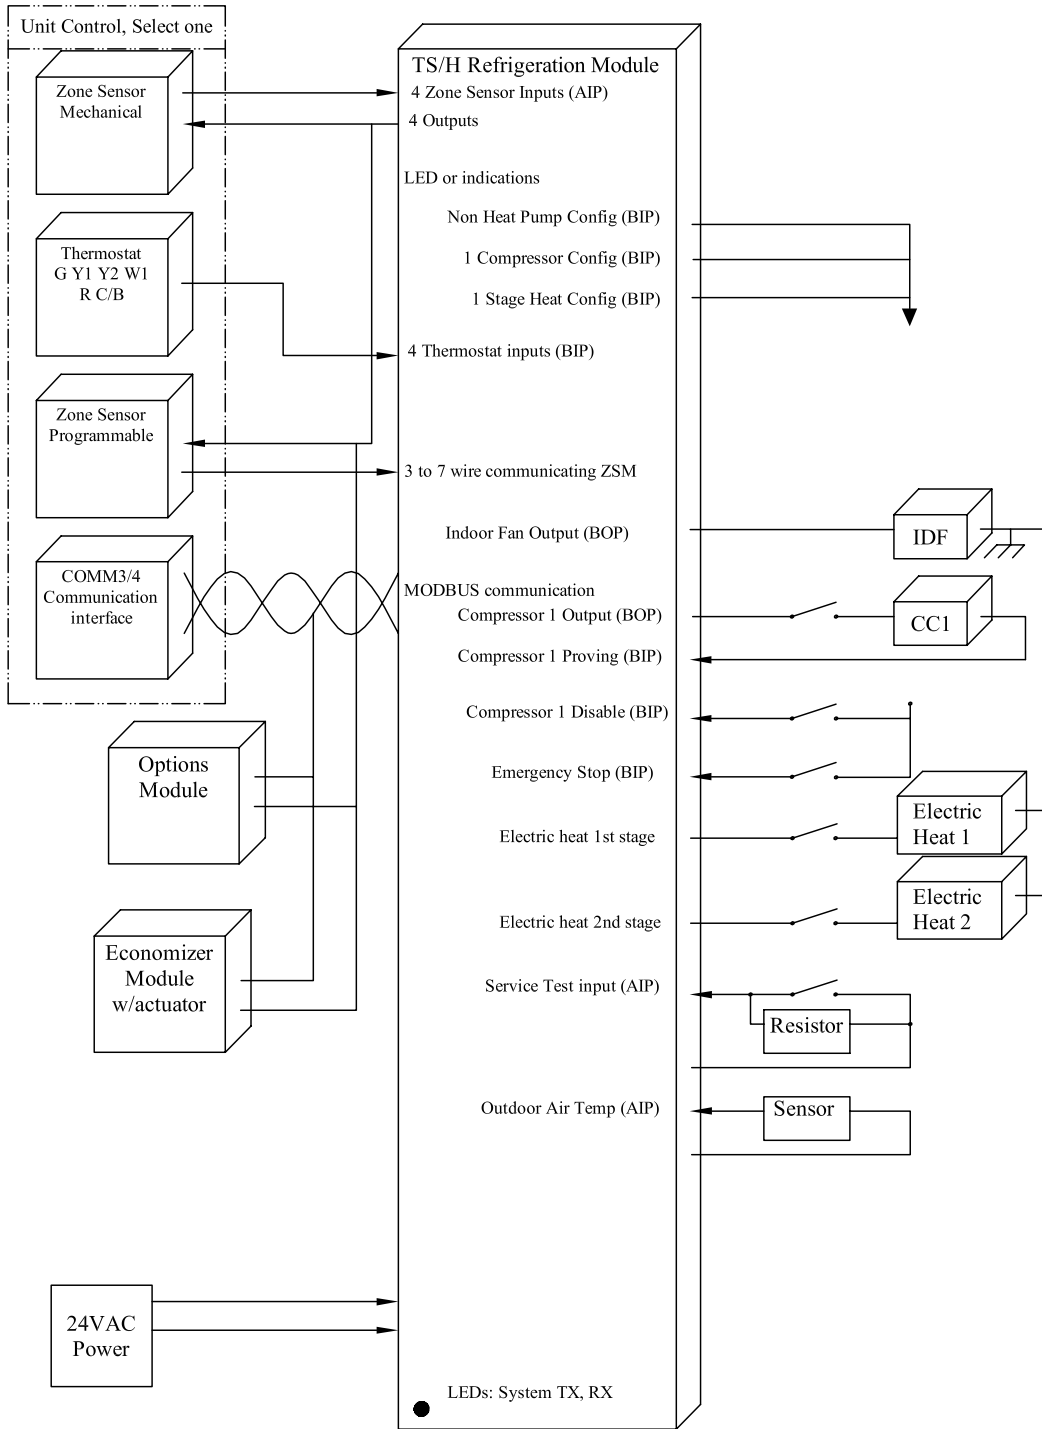 Unit Control, Select one
Zone Sensor
Mechanical
Thermostat
G Y1 Y2 W1
R C/B
Zone Sensor
Programmable
COMM3/4
Communication
interface
Options
Module
Economizer
Module
w/actuator
24VAC
Power
TS/H Refrigeration Module
4 Zone Sensor Inputs (AIP)
4 Outputs
LED or indications
Non Heat Pump Config (BIP)
1 Compressor Config (BIP)
1 Stage Heat Config (BIP)
4 Thermostat inputs (BIP)
3 to 7 wire communicating ZSM
Indoor Fan Output (BOP)
MODBUS communication
Compressor 1 Output (BOP)
Compressor 1 Proving (BIP)
Compressor 1 Disable (BIP)
Emergency Stop (BIP)
Electric heat 1st stage
Electric heat 2nd stage
Service Test input (AIP)
Outdoor Air Temp (AIP)
LEDs: System TX, RX
IDF
CC1
Electric
Heat 1
Electric
Heat 2
Resistor
Sensor